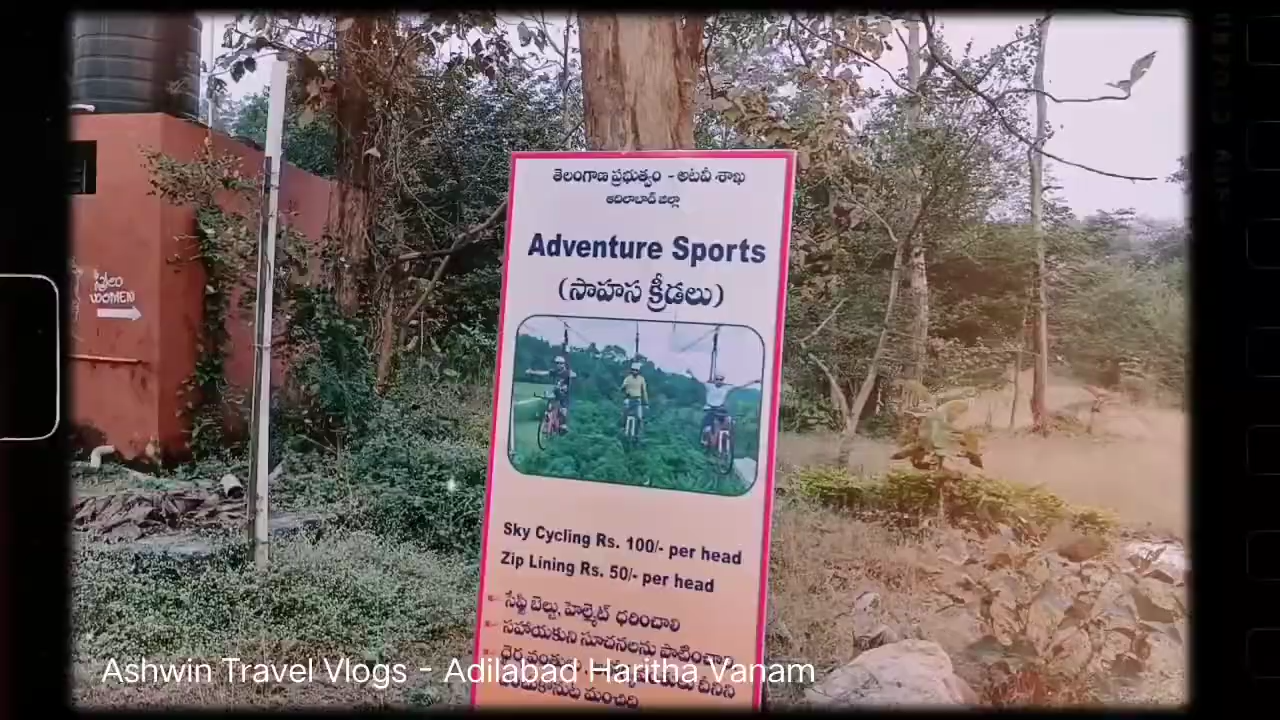 తెలంగాణ ప్రభుత్వం - అటవీ శాఖ
ఆదిలాబాద్ జిల్లా
Adventure Sports
(సాహస క్రీడలు)
Sky Cycling Rs. 100/- per head
Zip Lining Rs. 50/- per head
సేఫ్టీ బెల్టు, హెల్మెట్ ధరించాలి
సహాయకుని సూచనలను పాటించాలి
స్త్రీలు
WOMEN
Ashwin Travel Vlogs - Adilabad Haritha Vanam